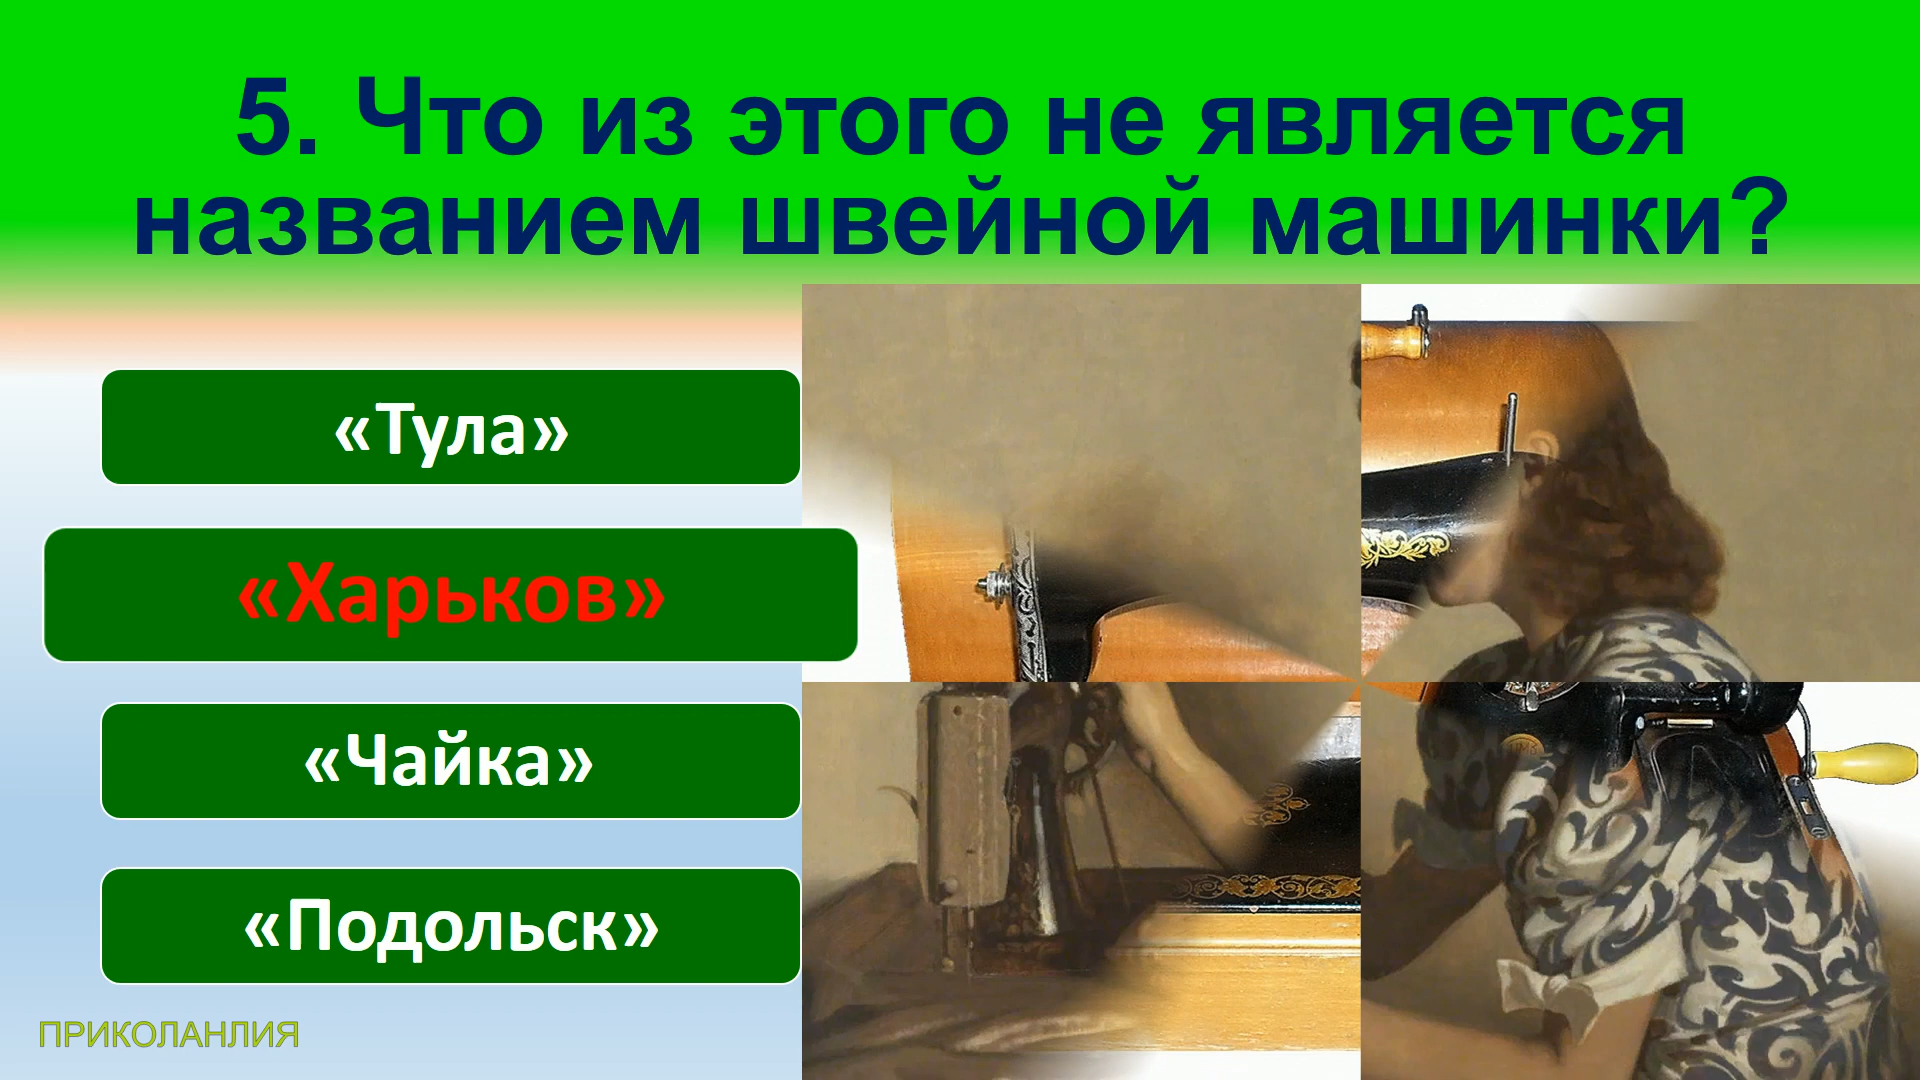 5. Что из этого не является
названием швейной машинки?
«Тула»
«Харьков»
«Чайка»
«Подольск»
ПРИКОЛАНЛИЯ